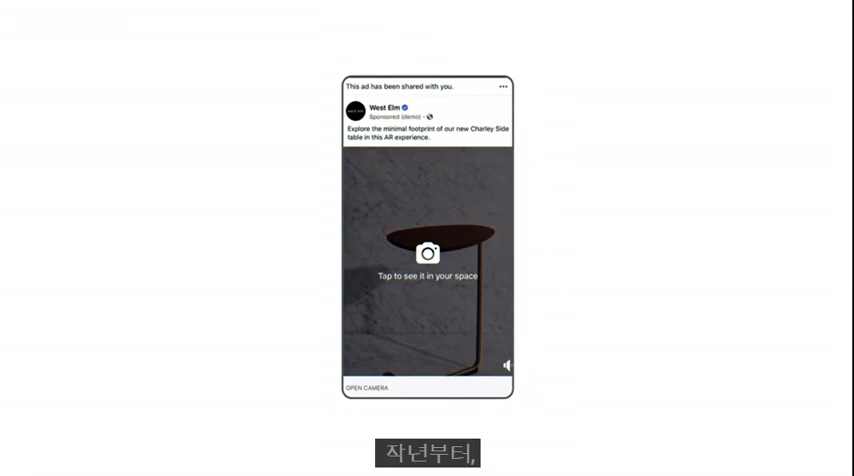 This ad has been shared with you.
West Elm
Sponsored (demo) ·
Explore the minimal footprint of our new Charley Side
table in this AR experience.
Tap to see it in your space
OPEN CAMERA
작년부터,